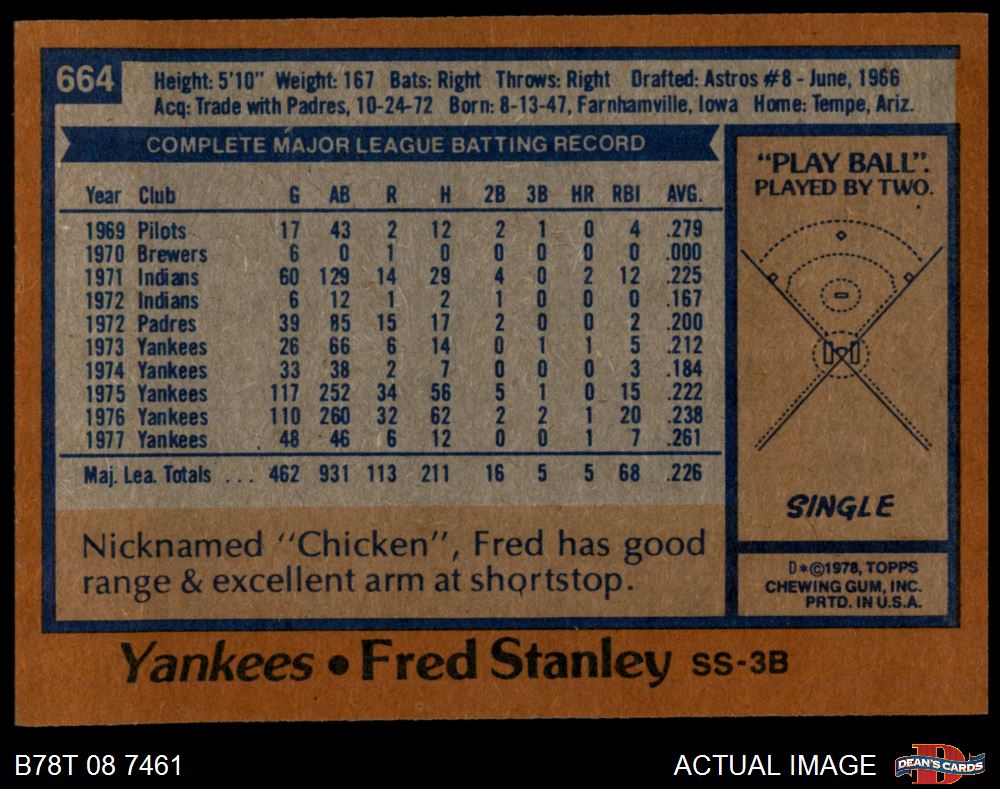 664
Height: 5'10" Weight: 167 Bats: Right Throws: Right Drafted: Astros #8 - June, 1966
Acq: Trade with Padres, 10-24-72 Born: 8-13-47, Farnhamville, Iowa Home: Tempe, Ariz.
COMPLETE MAJOR LEAGUE BATTING RECORD
Year Club G AB R H 2B 3B HR RBI AVG.
1969 Pilots 17 43 2 12 2 1 0 4 .279
1970 Brewers 6 0 1 0 0 0 0 0 .000
1971 Indians 60 129 14 29 4 0 2 12 .225
1972 Indians 6 12 1 2 1 0 0 0 .167
1972 Padres 39 85 15 17 2 0 0 2 .200
1973 Yankees 26 66 6 14 0 1 1 5 .212
1974 Yankees 33 38 2 7 0 0 0 3 .184
1975 Yankees 117 252 34 56 5 1 0 15 .222
1976 Yankees 110 260 32 62 2 2 1 20 .238
1977 Yankees 48 46 6 12 0 0 1 7 .261
Maj. Lea. Totals ... 462 931 113 211 16 5 5 68 .226
Nicknamed "Chicken", Fred has good
range & excellent arm at shortstop.
"PLAY BALL".
PLAYED BY TWO.
SINGLE
D*©1978, TOPPS
CHEWING GUM, INC.
PRTD. IN U.S.A.
Yankees • Fred Stanley SS-3B
B78T 08 7461
ACTUAL IMAGE
D
DEAN'S CARDS